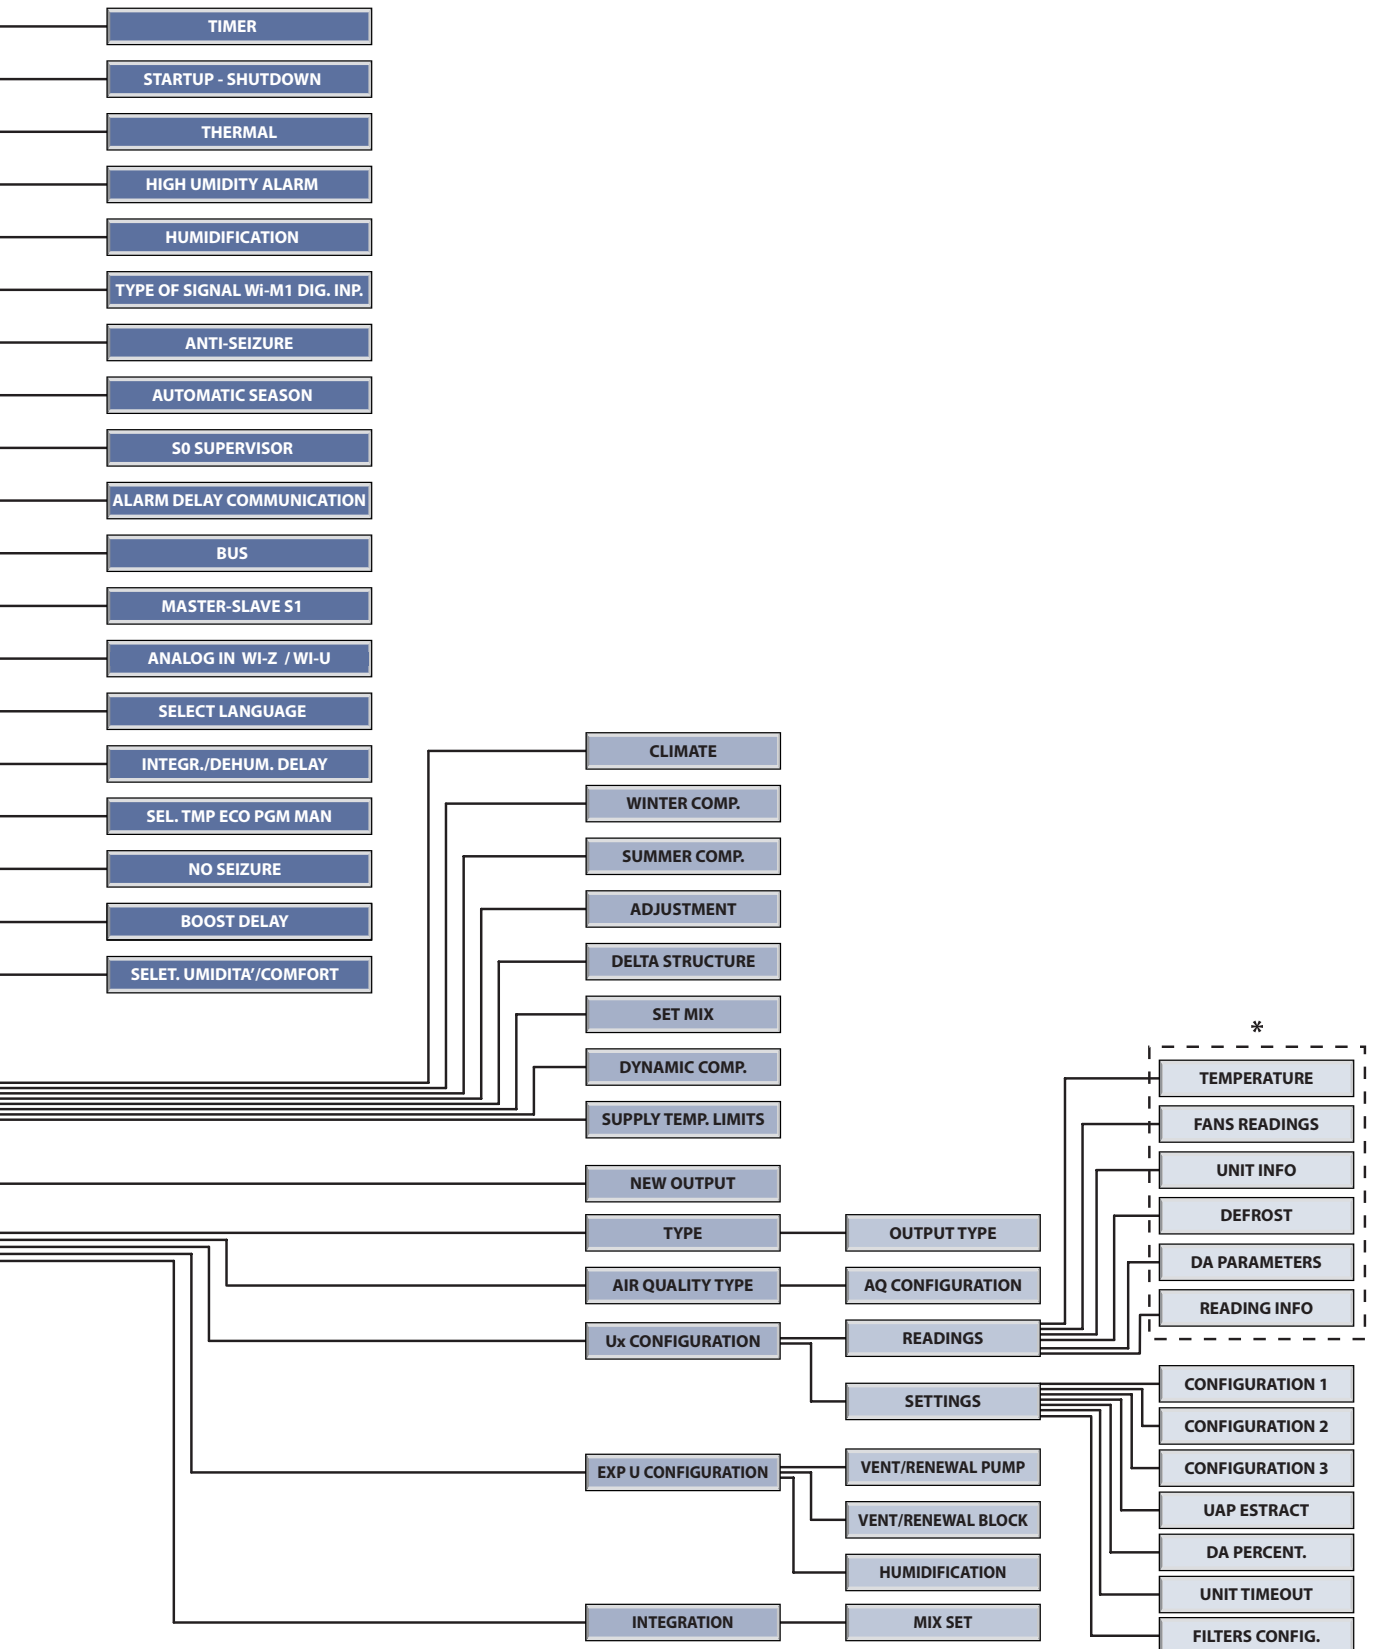 TIMER
STARTUP - SHUTDOWN
THERMAL
HIGH UMIDITY ALARM
HUMIDIFICATION
TYPE OF SIGNAL Wi-M1 DIG. INP.
ANTI-SEIZURE
AUTOMATIC SEASON
S0 SUPERVISOR
ALARM DELAY COMMUNICATION
BUS
MASTER-SLAVE S1
ANALOG IN WI-Z / WI-U
SELECT LANGUAGE
INTEGR./DEHUM. DELAY
SEL. TMP ECO PGM MAN
NO SEIZURE
BOOST DELAY
SELET. UMIDITA'/COMFORT
CLIMATE
WINTER COMP.
SUMMER COMP.
ADJUSTMENT
DELTA STRUCTURE
SET MIX
DYNAMIC COMP.
SUPPLY TEMP. LIMITS
NEW OUTPUT
TYPE
AIR QUALITY TYPE
Ux CONFIGURATION
EXP U CONFIGURATION
INTEGRATION
OUTPUT TYPE
AQ CONFIGURATION
READINGS
SETTINGS
VENT/RENEWAL PUMP
VENT/RENEWAL BLOCK
HUMIDIFICATION
MIX SET
*
TEMPERATURE
FANS READINGS
UNIT INFO
DEFROST
DA PARAMETERS
READING INFO
CONFIGURATION 1
CONFIGURATION 2
CONFIGURATION 3
UAP ESTRACT
DA PERCENT.
UNIT TIMEOUT
FILTERS CONFIG.